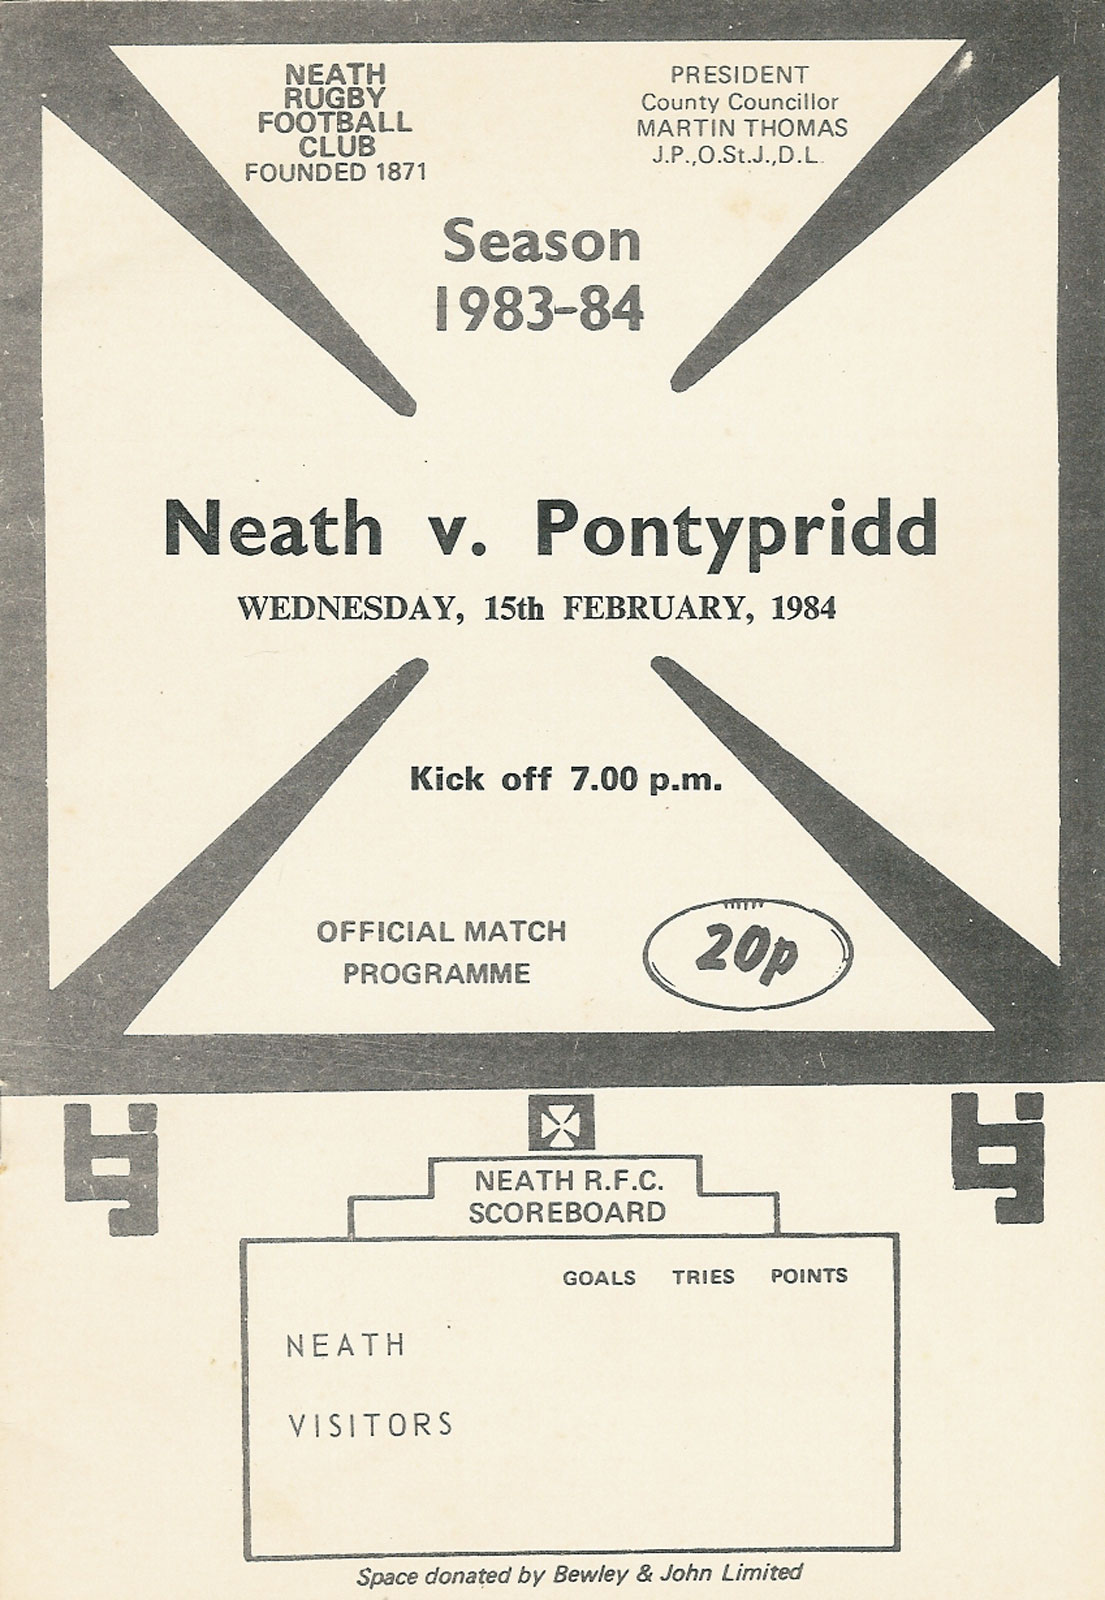 NEATH
RUGBY
FOOTBALL
CLUB
FOUNDED 1871
PRESIDENT
County Councillor
MARTIN THOMAS
J.P.,O.St.J.,D.L.
Season
1983-84
Neath v. Pontypridd
WEDNESDAY, 15th FEBRUARY, 1984
Kick off 7.00 p.m.
OFFICIAL MATCH
PROGRAMME
20p
NEATH R.F.C.
SCOREBOARD
GOALS TRIES POINTS
NEATH
VISITORS
Space donated by Bewley & John Limited